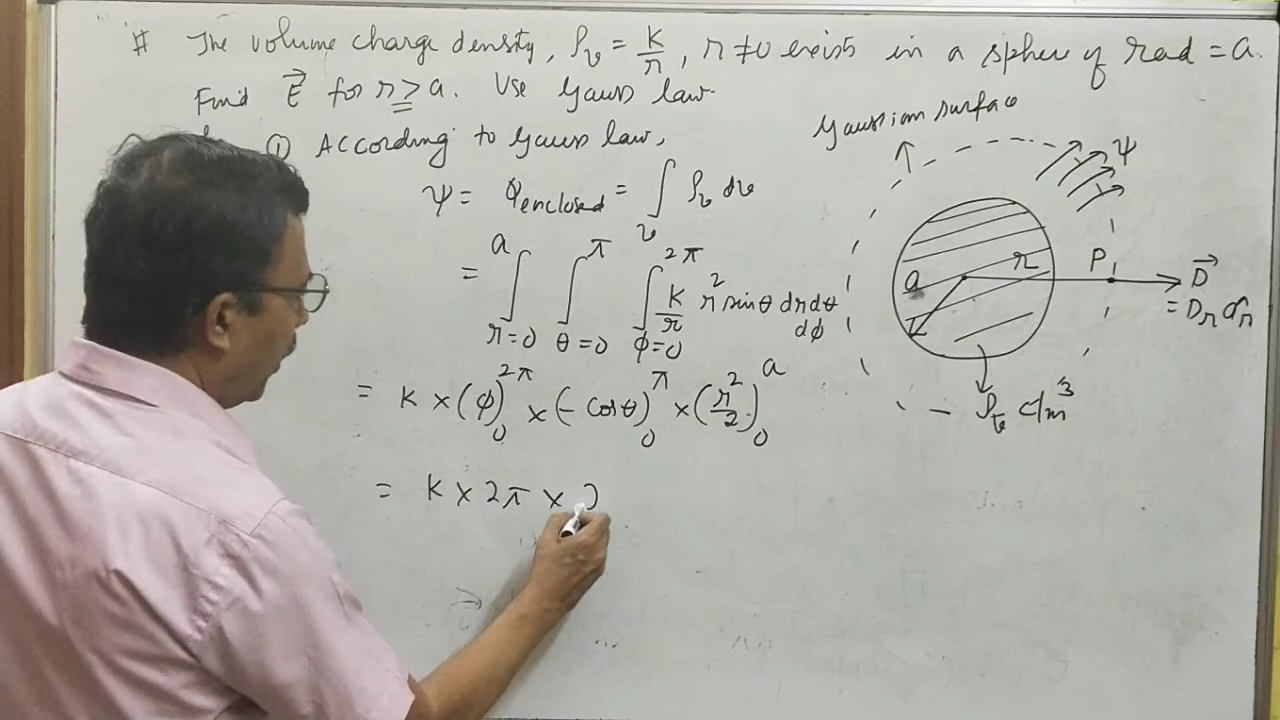 # The volume charge density, ρᵥ = K/r, r ≠ 0 exists in a sphere of rad = a.
Find E⃗ for r ≥ a. Use Gauss law.
① According to Gauss law,
Ψ = Qenclosed = ∫v ρᵥ dv
= ∫_{r=0}^{a} ∫_{θ=0}^{π} ∫_{φ=0}^{2π} K/r r² sinθ dr dθ dφ
= K × (φ)₀^{2π} × (- cosθ)₀^{π} × (r²/2)₀^{a}
= K × 2π × 2
Gaussian surface
Ψ
a
r
P
D⃗
= Dr âr
ρᵥ c/m³